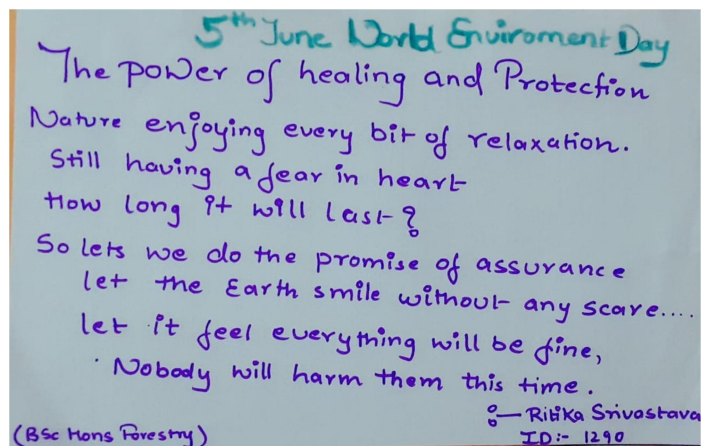 5th June World Enviroment Day
The power of healing and Protection
Nature enjoying every bit of relaxation.
Still having a fear in heart
How long it will last?
So lets we do the promise of assurance
let the Earth smile without any scare....
let it feel everything will be fine,
Nobody will harm them this time.
:- Ritika Srivastava
(BSc Hons Forestry)
ID:- 1290